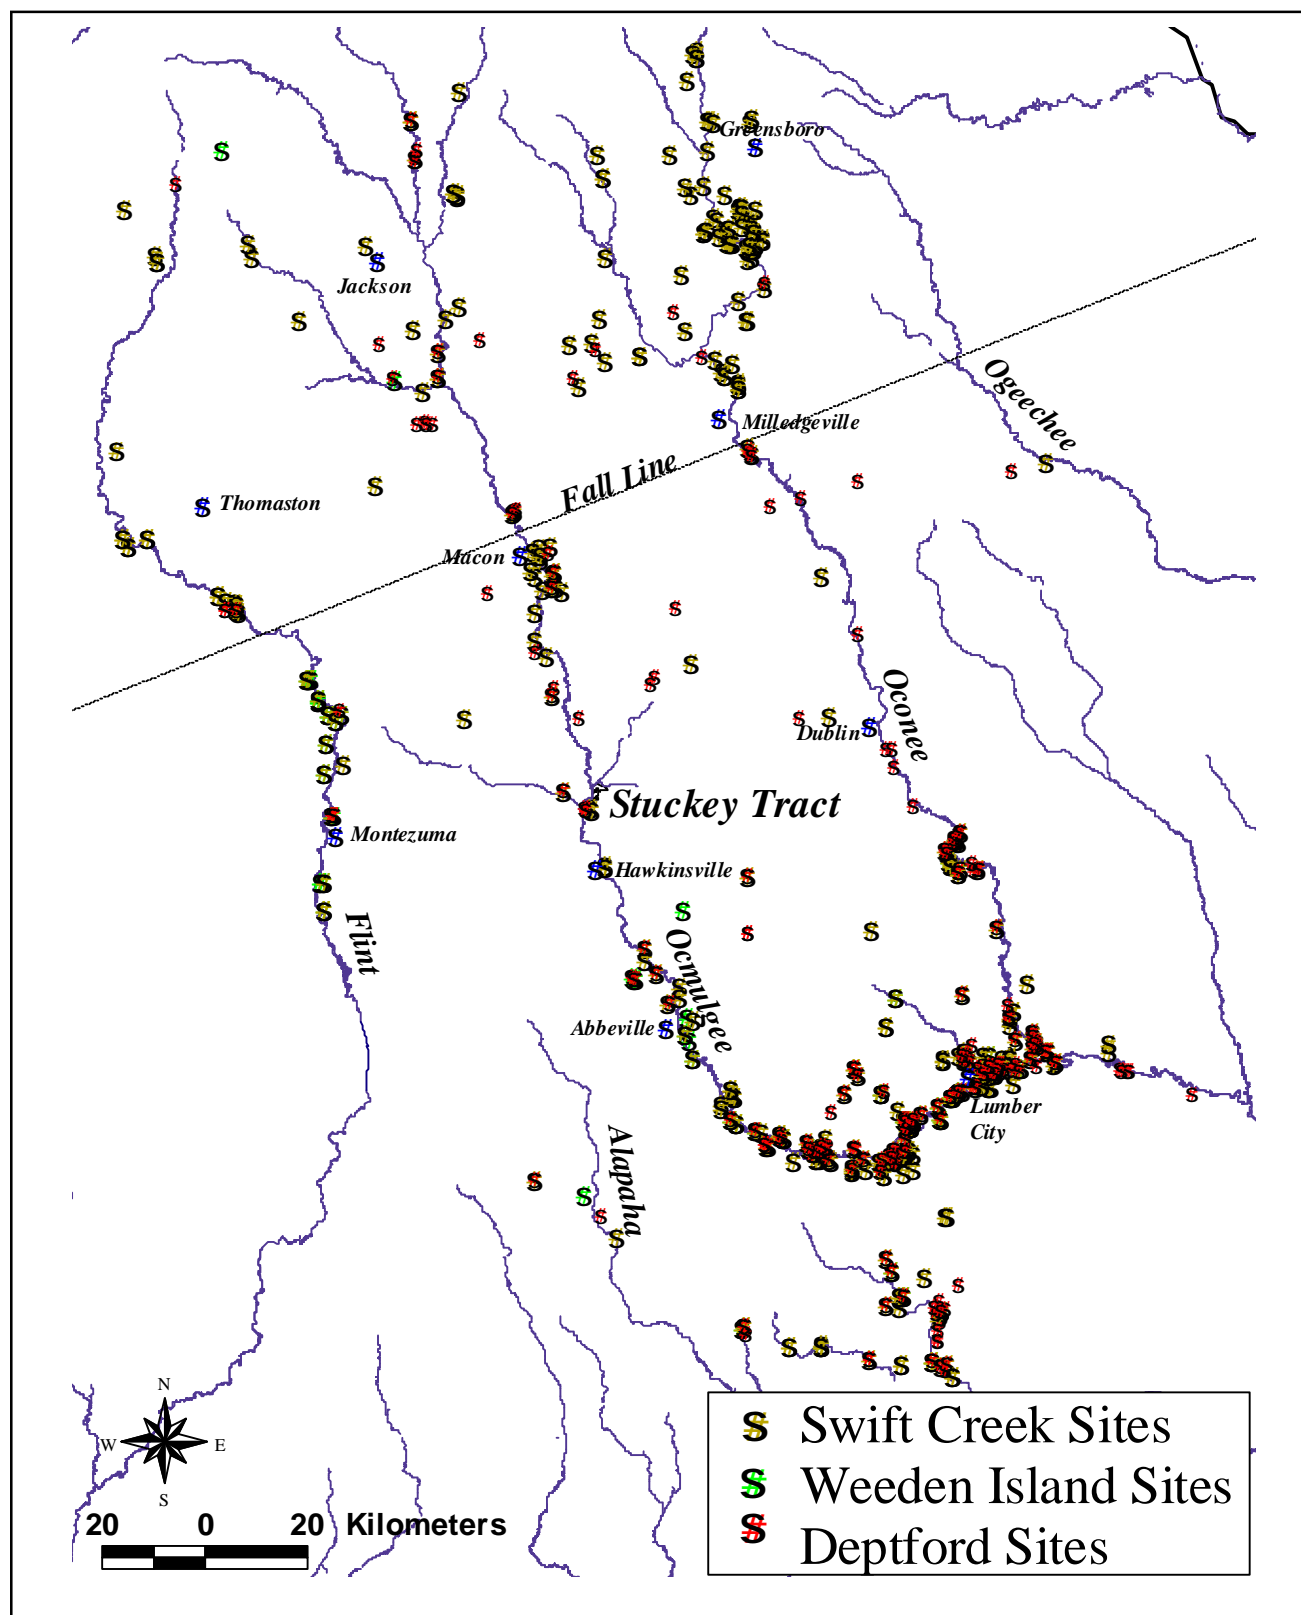 Greensboro
Jackson
Ogeechee
Milledgeville
Fall Line
Thomaston
Macon
Oconee
Dublin
Stuckey Tract
Montezuma
Hawkinsville
Flint
Ocmulgee
Abbeville
Lumber
City
Alapaha
N
W E
S
20 0 20 Kilometers
S Swift Creek Sites
S Weeden Island Sites
S Deptford Sites